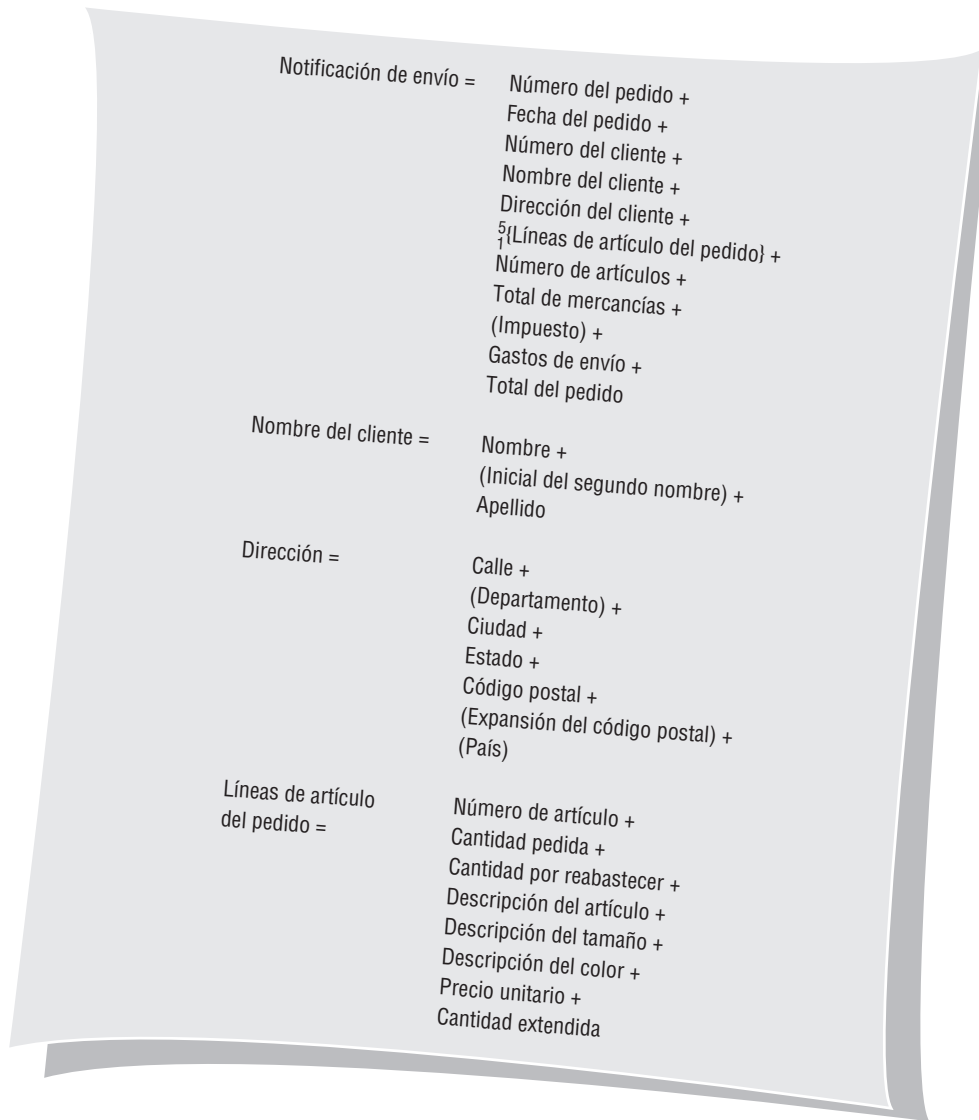 Notificación de envío = Número del pedido +
Fecha del pedido +
Número del cliente +
Nombre del cliente +
Dirección del cliente +
5
1{Líneas de artículo del pedido} +
Número de artículos +
Total de mercancías +
(Impuesto) +
Gastos de envío +
Total del pedido
Nombre del cliente = Nombre +
(Inicial del segundo nombre) +
Apellido
Dirección = Calle +
(Departamento) +
Ciudad +
Estado +
Código postal +
(Expansión del código postal) +
(País)
Líneas de artículo
del pedido =
Número de artículo +
Cantidad pedida +
Cantidad por reabastecer +
Descripción del artículo +
Descripción del tamaño +
Descripción del color +
Precio unitario +
Cantidad extendida